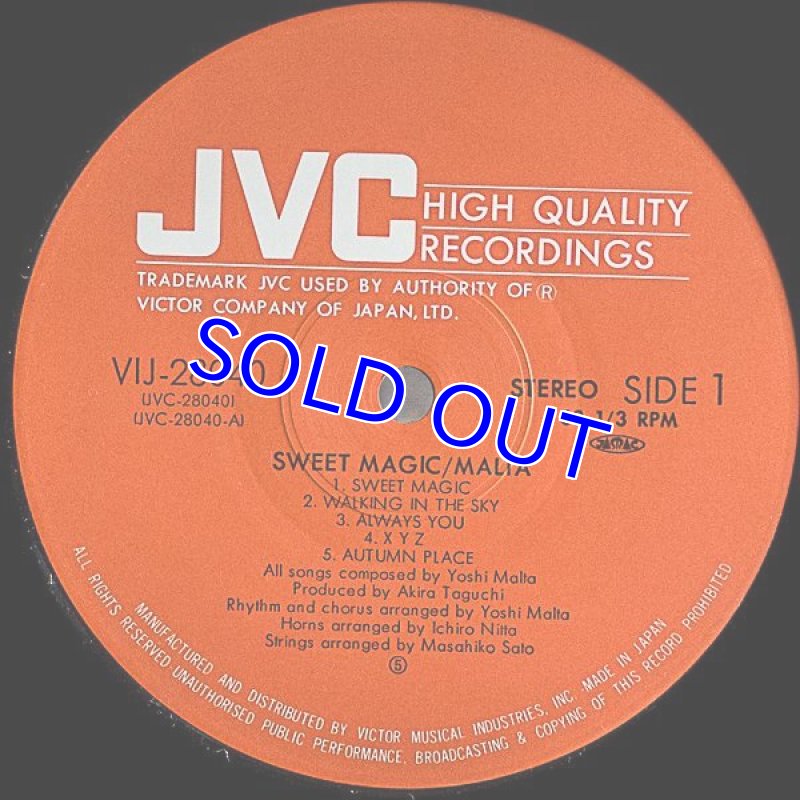 JVC HIGH QUALITY
RECORDINGS
TRADEMARK JVC USED BY AUTHORITY OF Ⓡ
VICTOR COMPANY OF JAPAN, LTD.
VIJ-28040
(JVC-28040)
(JVC-28040-A)
SOLD OUT
STEREO SIDE 1
33 1/3 RPM
JASRAC
SWEET MAGIC/MALTA
1. SWEET MAGIC
2. WALKING IN THE SKY
3. ALWAYS YOU
4. X Y Z
5. AUTUMN PLACE
All songs composed by Yoshi Malta
Produced by Akira Taguchi
Rhythm and chorus arranged by Yoshi Malta
Horns arranged by Ichiro Nitta
Strings arranged by Masahiko Sato
⑤
MANUFACTURED AND DISTRIBUTED BY VICTOR MUSICAL INDUSTRIES, INC. MADE IN JAPAN
ALL RIGHTS RESERVED. UNAUTHORISED PUBLIC PERFORMANCE, BROADCASTING & COPYING OF THIS RECORD PROHIBITED